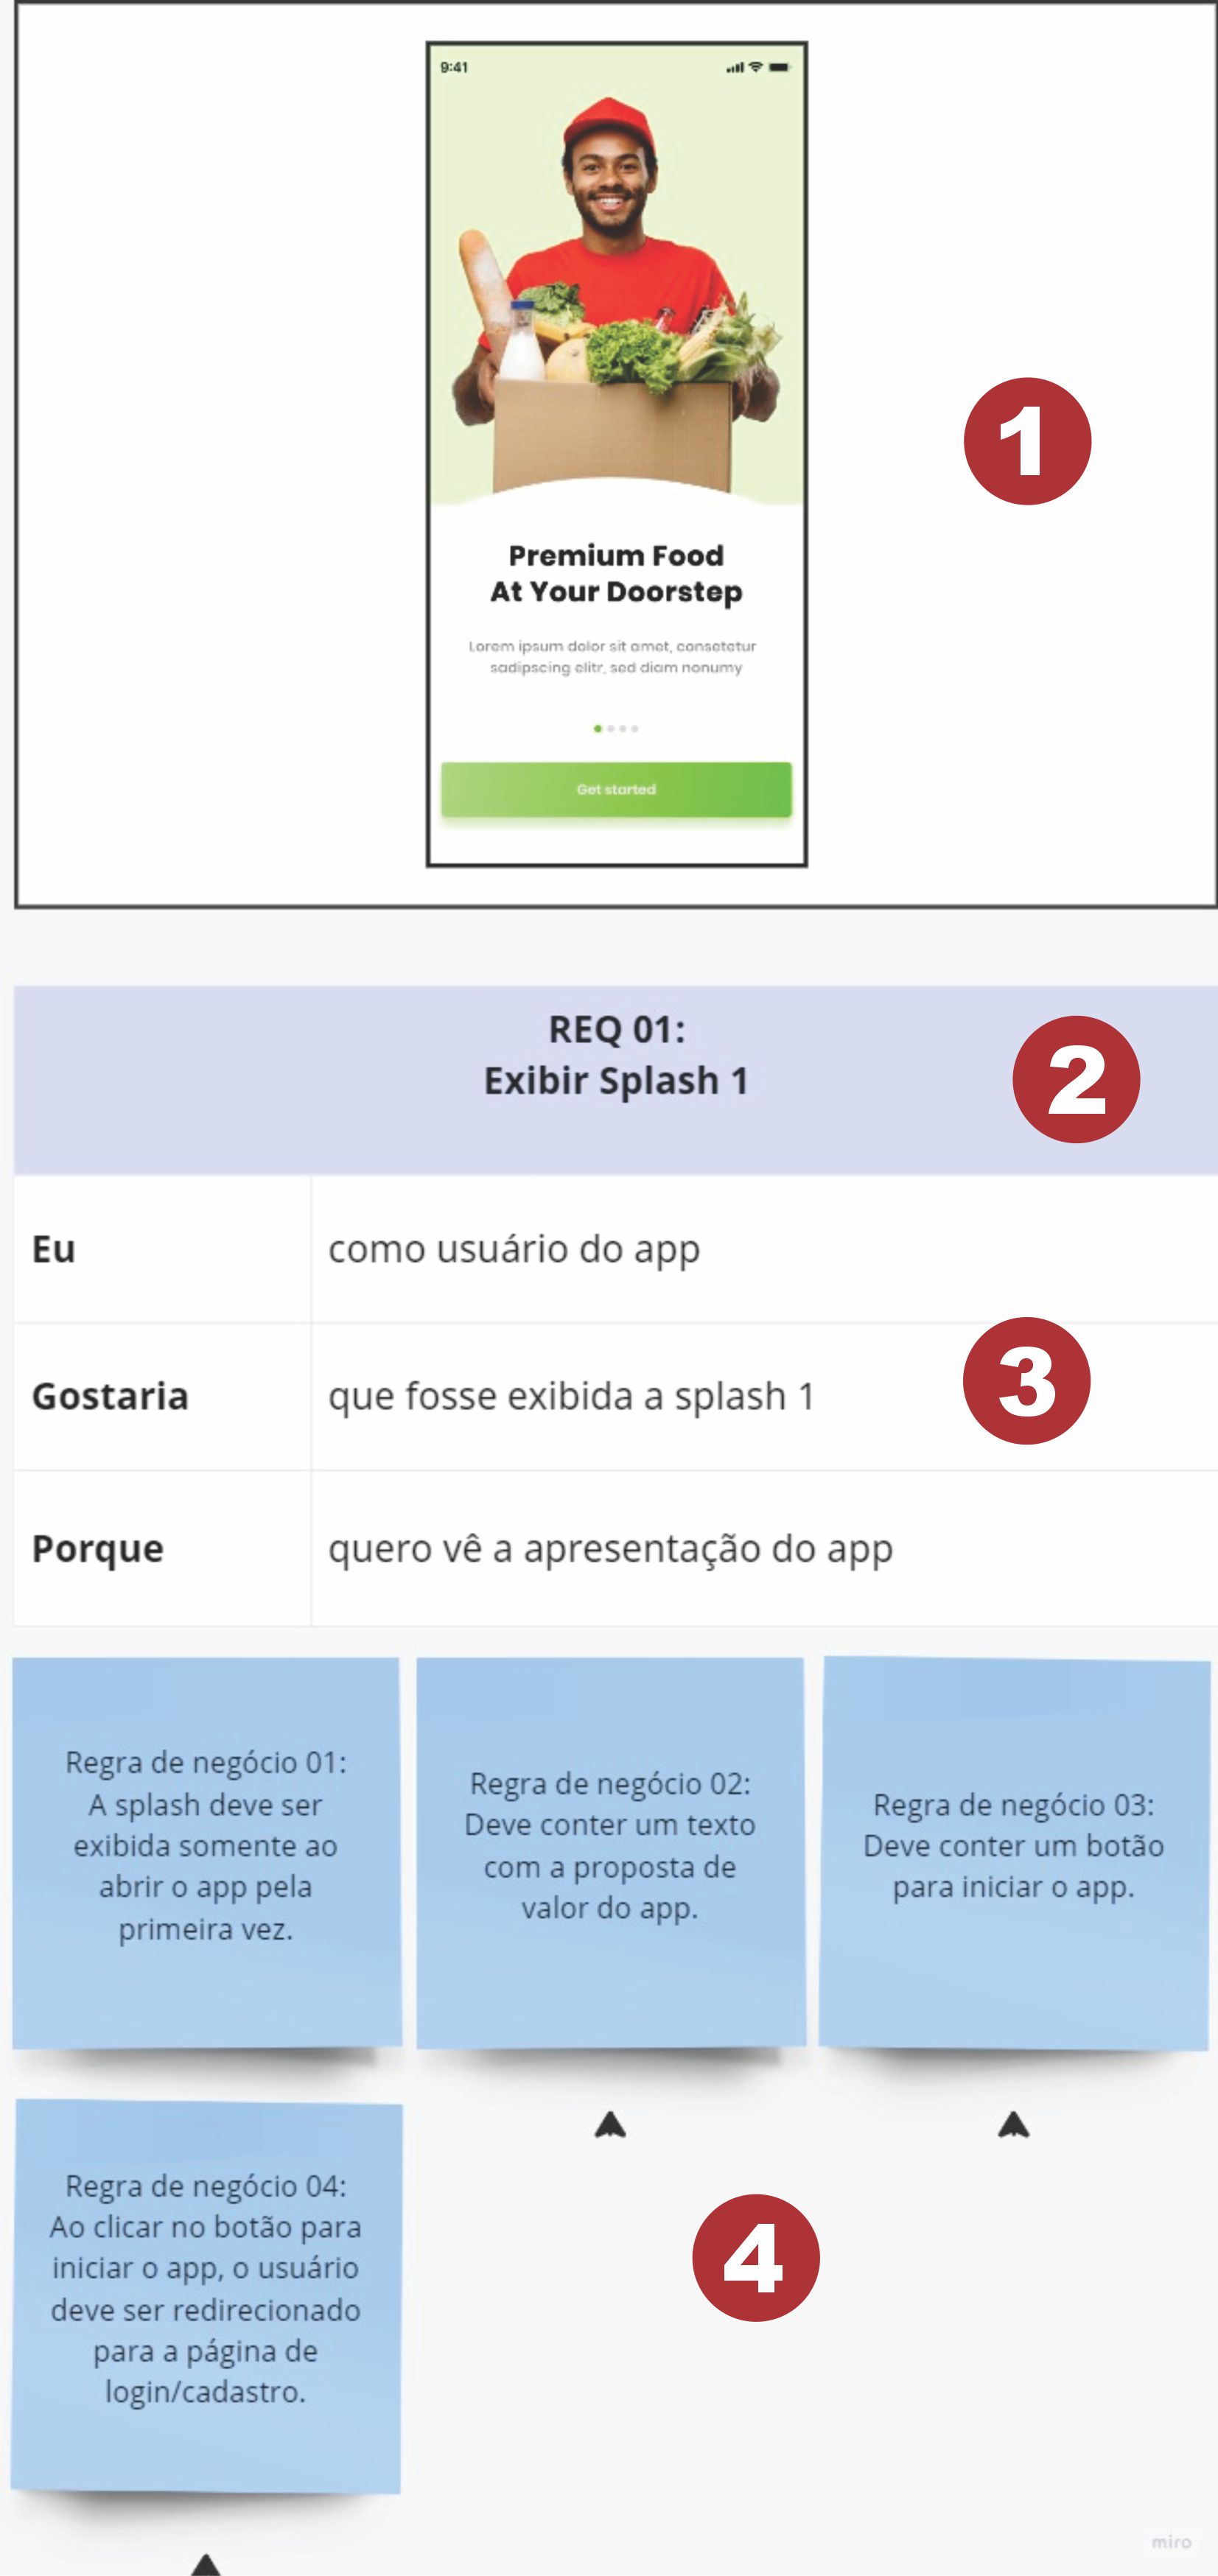 9:41
Premium Food
At Your Doorstep
Lorem ipsum dolor sit amet, consetetur
sadipscing elitr, sed diam nonumy
Get started
1
REQ 01:
Exibir Splash 1
2
Eu como usuário do app
Gostaria que fosse exibida a splash 1
3
Porque quero vê a apresentação do app
Regra de negócio 01:
A splash deve ser
exibida somente ao
abrir o app pela
primeira vez.
Regra de negócio 02:
Deve conter um texto
com a proposta de
valor do app.
Regra de negócio 03:
Deve conter um botão
para iniciar o app.
Regra de negócio 04:
Ao clicar no botão para
iniciar o app, o usuário
deve ser redirecionado
para a página de
login/cadastro.
4
miro